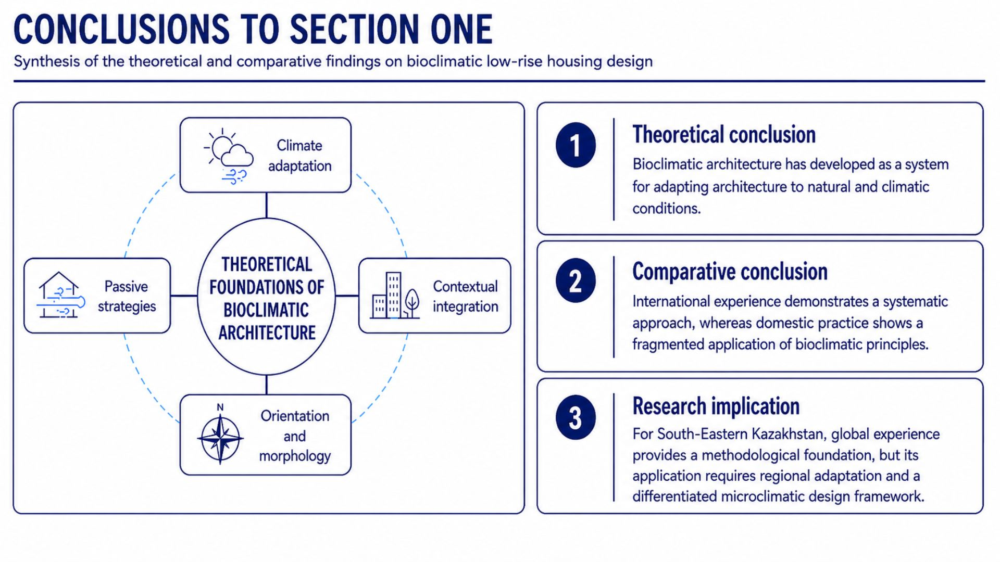 CONCLUSIONS TO SECTION ONE
Synthesis of the theoretical and comparative findings on bioclimatic low-rise housing design
Climate
adaptation
Passive
strategies
THEORETICAL
FOUNDATIONS OF
BIOCLIMATIC
ARCHITECTURE
Contextual
integration
N
Orientation
and
morphology
1
Theoretical conclusion
Bioclimatic architecture has developed as a system
for adapting architecture to natural and climatic
conditions.
2
Comparative conclusion
International experience demonstrates a systematic
approach, whereas domestic practice shows a
fragmented application of bioclimatic principles.
3
Research implication
For South-Eastern Kazakhstan, global experience
provides a methodological foundation, but its
application requires regional adaptation and a
differentiated microclimatic design framework.